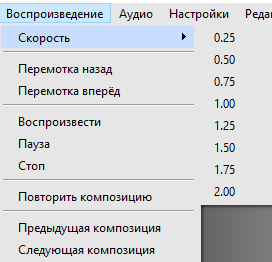 Воспроизведение Аудио Настройки
Скорость
0.25
0.50
0.75
1.00
1.25
1.50
1.75
2.00
Перемотка назад
Перемотка вперёд
Воспроизвести
Пауза
Стоп
Повторить композицию
Предыдущая композиция
Следующая композиция